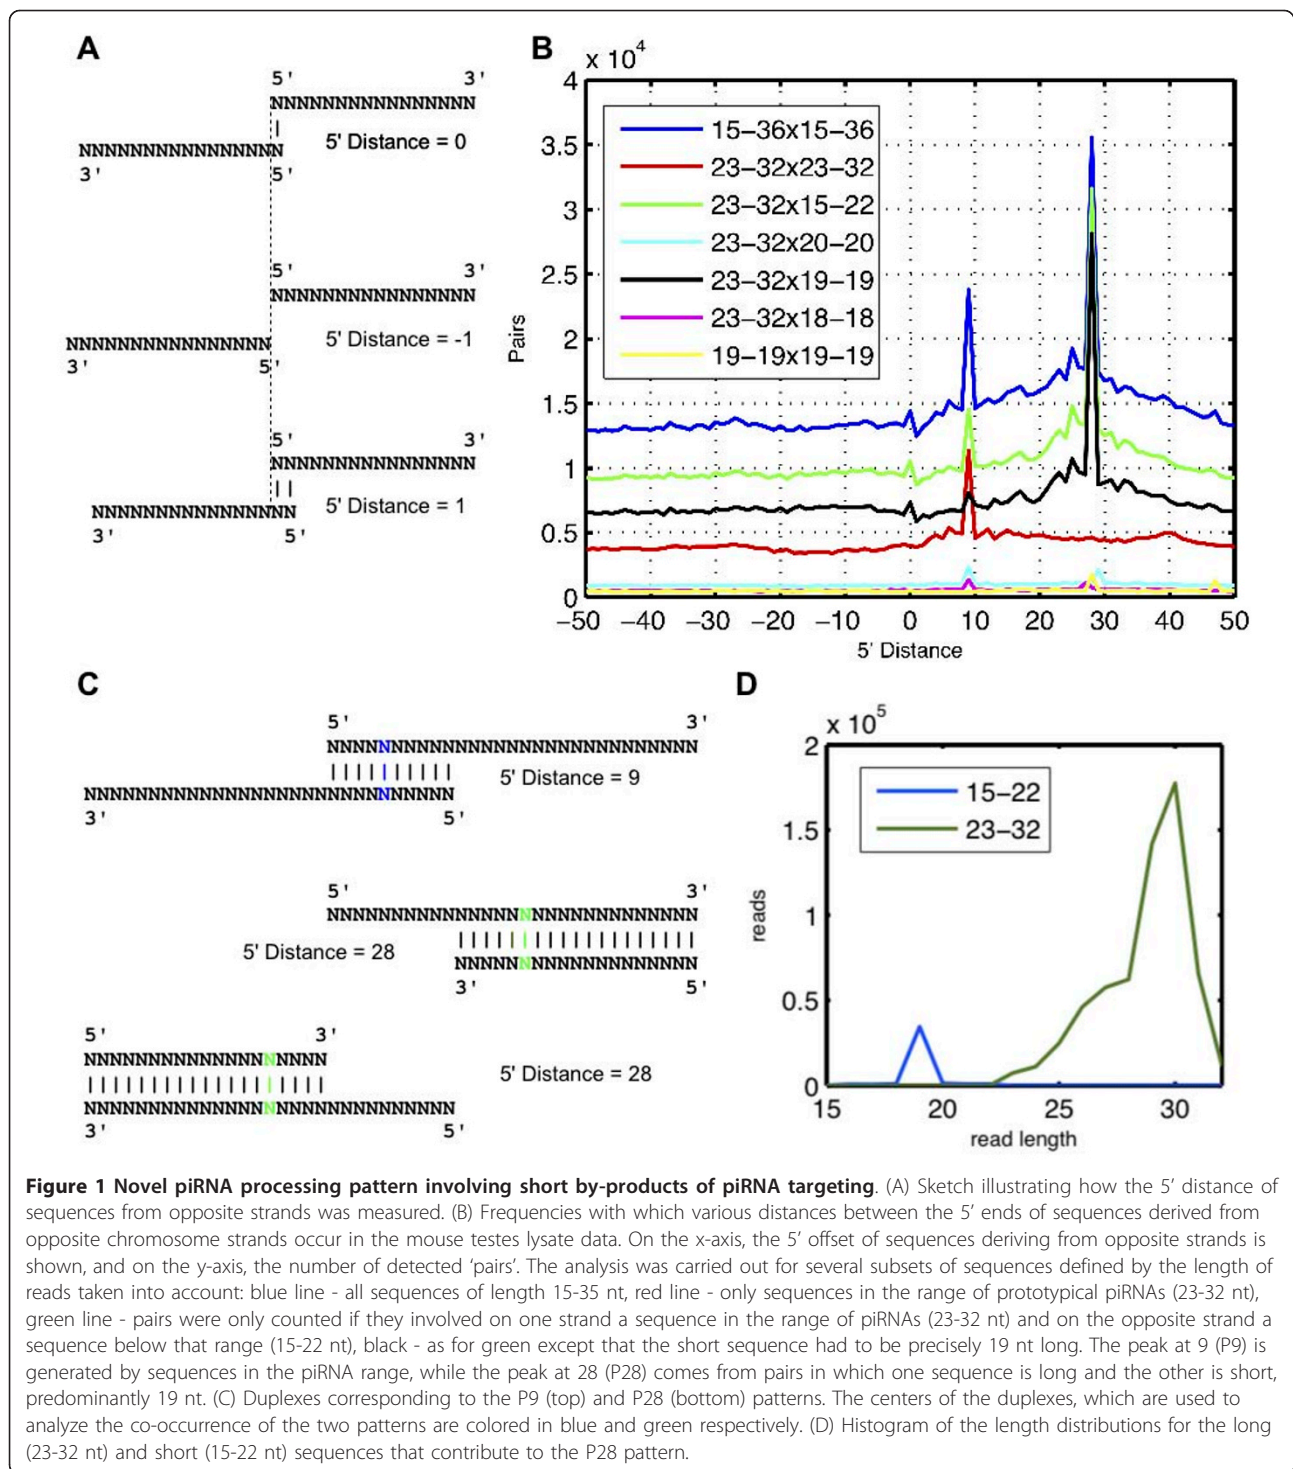 A
5' 3'
NNNNNNNNNNNNNNNN
5' Distance = 0
NNNNNNNNNNNNNNNN
3' 5'
5' 3'
NNNNNNNNNNNNNNNN
5' Distance = -1
NNNNNNNNNNNNNNNN
3' 5'
5' 3'
NNNNNNNNNNNNNNNN
5' Distance = 1
NNNNNNNNNNNNNNNN
3' 5'
B
x 10⁴
4
3.5
3
2.5
2
1.5
1
0.5
0
Pairs
15-36x15-36
23-32x23-32
23-32x15-22
23-32x20-20
23-32x19-19
23-32x18-18
19-19x19-19
-50 -40 -30 -20 -10 0 10 20 30 40 50
5' Distance
C
5' 3'
NNNNNNNNNNNNNNNNNNNNNNNNNNNNN
5' Distance = 9
NNNNNNNNNNNNNNNNNNNNNNNNNNNNN
3' 5'
5' 3'
NNNNNNNNNNNNNNNNNNNNNNNNNNNNN
5' Distance = 28
NNNNNNNNNNNNNNNNNNN
3' 5'
5' 3'
NNNNNNNNNNNNNNNNNNN
5' Distance = 28
NNNNNNNNNNNNNNNNNNNNNNNNNNNNN
3' 5'
D
x 10⁵
2
1.5
1
0.5
0
reads
15-22
23-32
15 20 25 30
read length
Figure 1 Novel piRNA processing pattern involving short by-products of piRNA targeting. (A) Sketch illustrating how the 5' distance of
sequences from opposite strands was measured. (B) Frequencies with which various distances between the 5' ends of sequences derived from
opposite chromosome strands occur in the mouse testes lysate data. On the x-axis, the 5' offset of sequences deriving from opposite strands is
shown, and on the y-axis, the number of detected 'pairs'. The analysis was carried out for several subsets of sequences defined by the length of
reads taken into account: blue line - all sequences of length 15-35 nt, red line - only sequences in the range of prototypical piRNAs (23-32 nt),
green line - pairs were only counted if they involved on one strand a sequence in the range of piRNAs (23-32 nt) and on the opposite strand a
sequence below that range (15-22 nt), black - as for green except that the short sequence had to be precisely 19 nt long. The peak at 9 (P9) is
generated by sequences in the piRNA range, while the peak at 28 (P28) comes from pairs in which one sequence is long and the other is short,
predominantly 19 nt. (C) Duplexes corresponding to the P9 (top) and P28 (bottom) patterns. The centers of the duplexes, which are used to
analyze the co-occurrence of the two patterns are colored in blue and green respectively. (D) Histogram of the length distributions for the long
(23-32 nt) and short (15-22 nt) sequences that contribute to the P28 pattern.